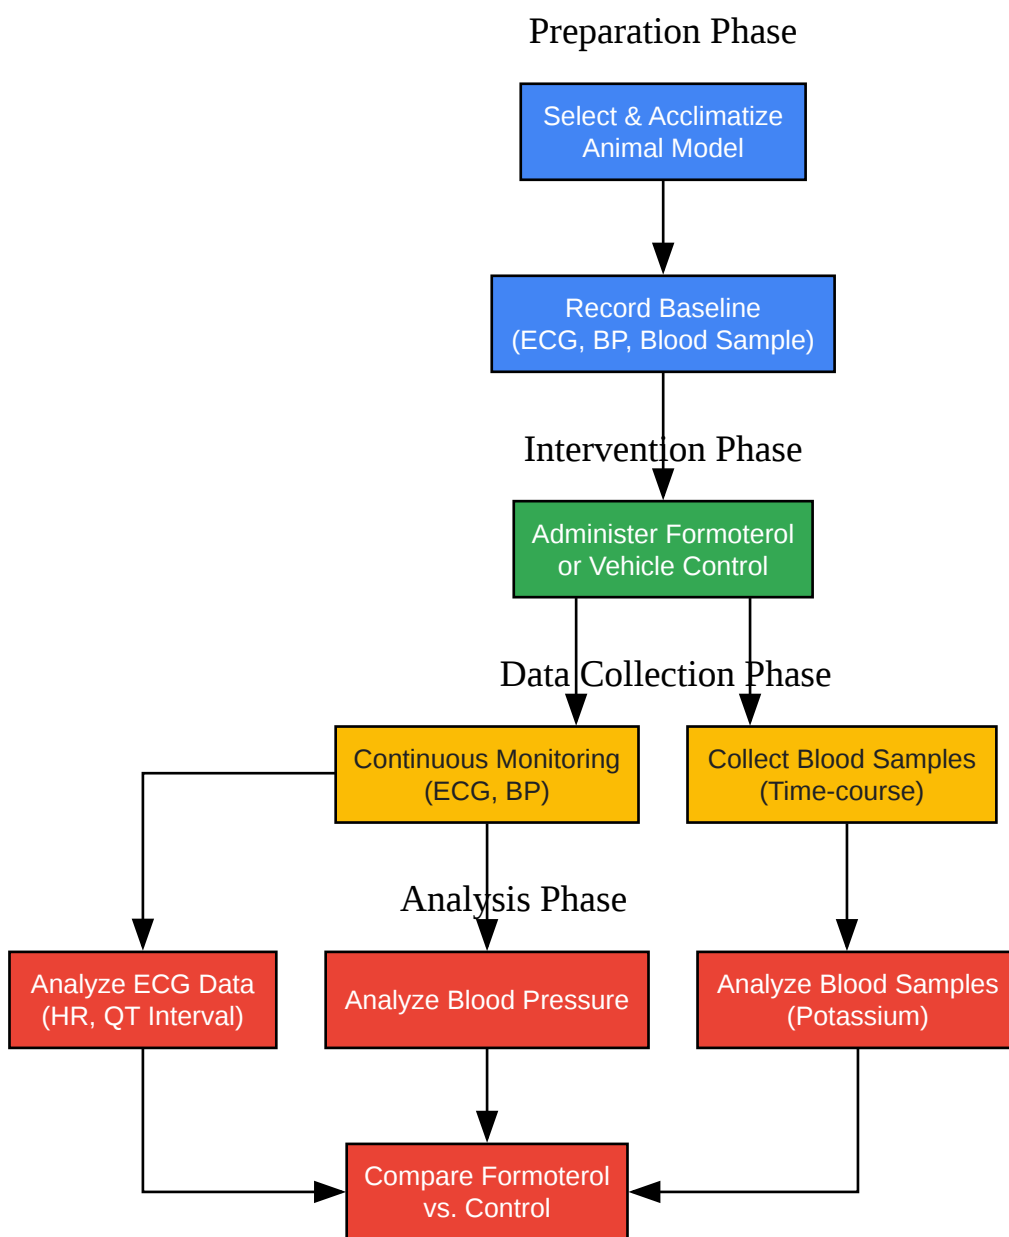 Preparation Phase
Select & Acclimatize
Animal Model
Record Baseline
(ECG, BP, Blood Sample)
Intervention Phase
Administer Formoterol
or Vehicle Control
Data Collection Phase
Continuous Monitoring
(ECG, BP)
Collect Blood Samples
(Time-course)
Analysis Phase
Analyze ECG Data
(HR, QT Interval)
Analyze Blood Pressure
Analyze Blood Samples
(Potassium)
Compare Formoterol
vs. Control